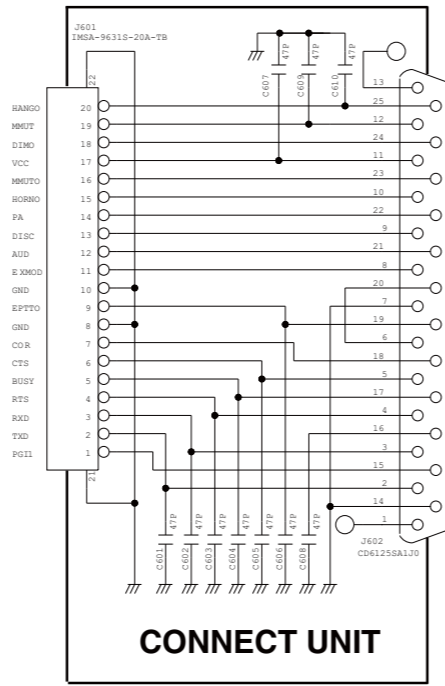 J601
IMSA-9631S-20A-TB
22
HANGO 20
MMUT 19
DIMO 18
VCC 17
MMUTO 16
HORNO 15
PA 14
DISC 13
AUD 12
EXMOD 11
GND 10
EPTTO 9
GND 8
COR 7
CTS 6
BUSY 5
RTS 4
RXD 3
TXD 2
PGI1 1
21
47P
47P
47P
C607
C609
C610
13
25
12
24
11
23
10
22
9
21
8
20
7
19
6
18
5
17
4
16
3
15
2
14
1
J602
CD6125SA1J0
47P
47P
47P
47P
47P
47P
47P
C601
C602
C603
C604
C605
C606
C608
CONNECT UNIT